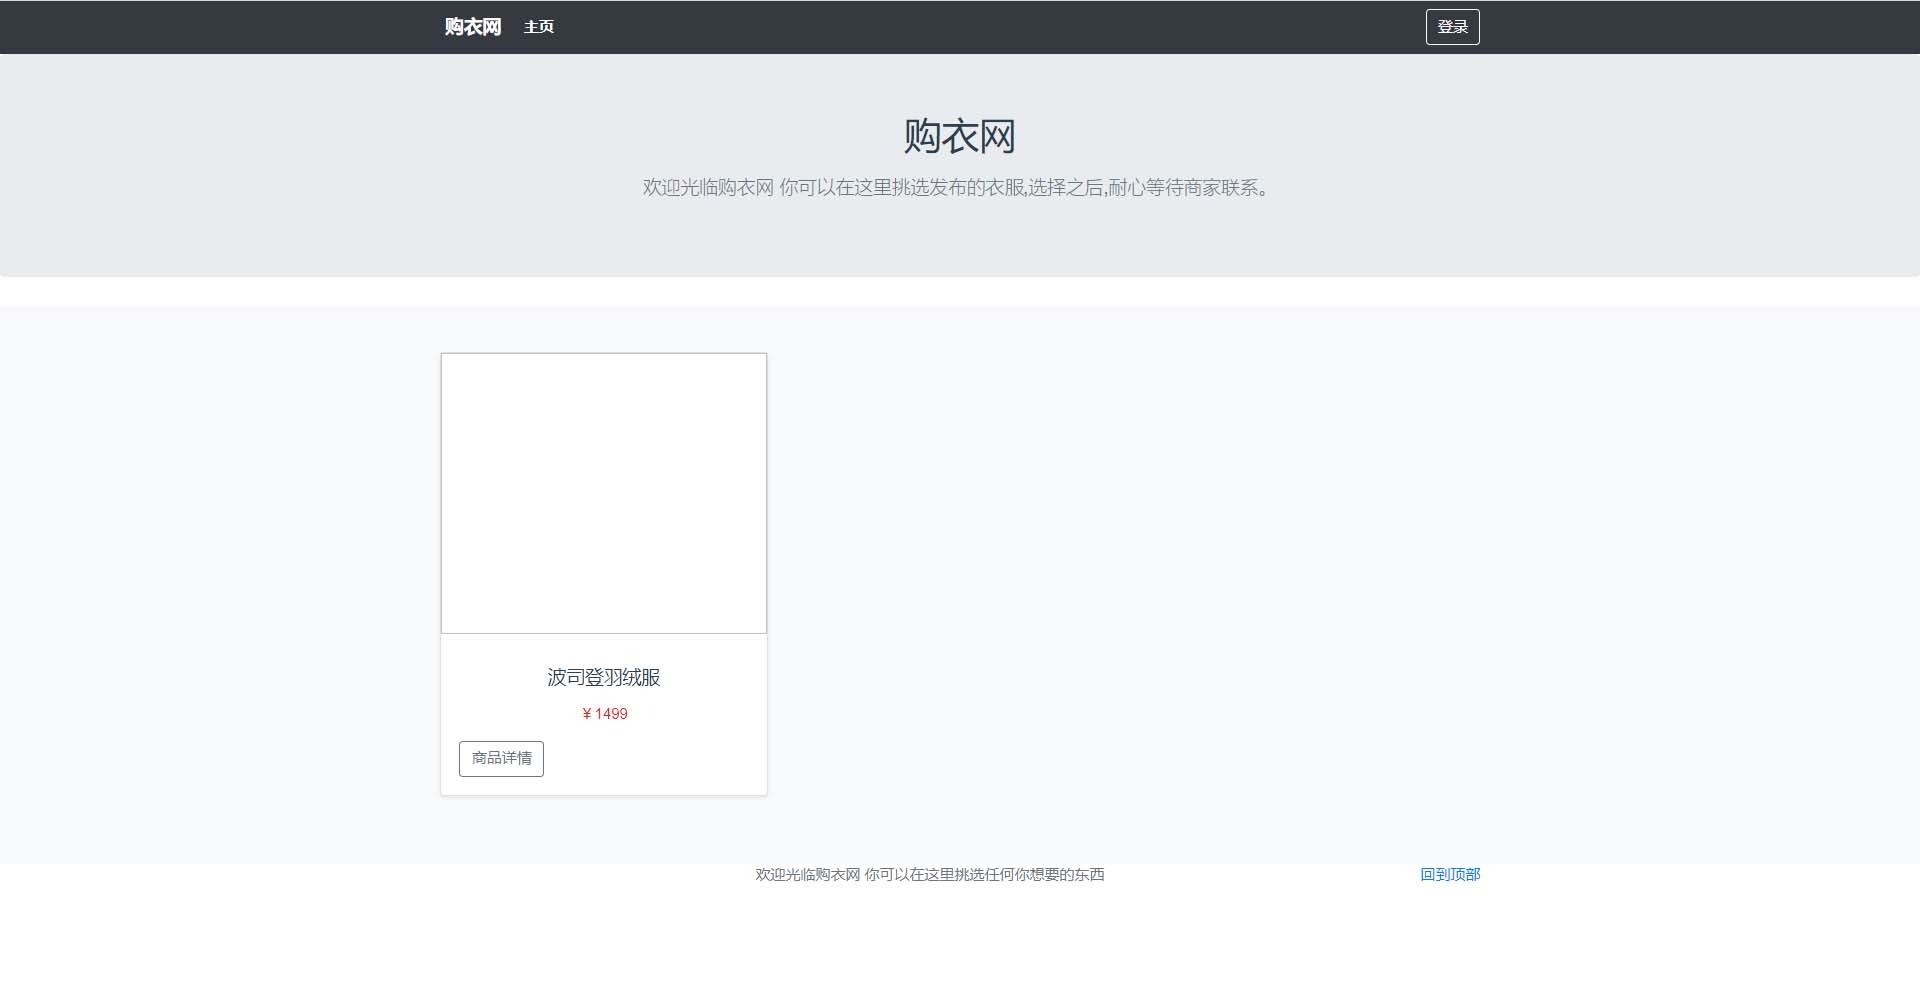 购衣网 主页 登录
购衣网
欢迎光临购衣网 你可以在这里挑选发布的衣服,选择之后,耐心等待商家联系。
波司登羽绒服
¥ 1499
商品详情
欢迎光临购衣网 你可以在这里挑选任何你想要的东西 回到顶部